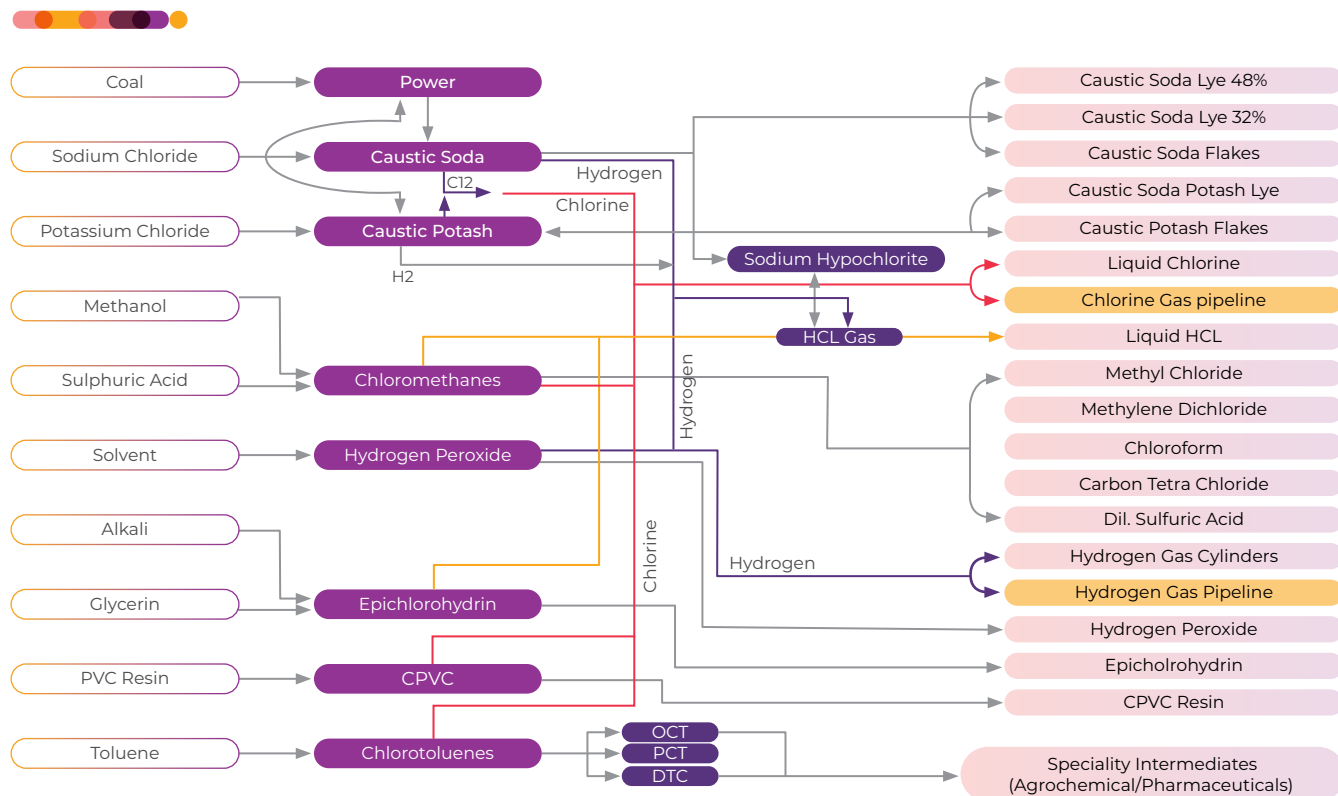 Coal
Sodium Chloride
Potassium Chloride
Methanol
Sulphuric Acid
Solvent
Alkali
Glycerin
PVC Resin
Toluene
Power
Caustic Soda
C12
Caustic Potash
H2
Chloromethanes
Hydrogen Peroxide
Epichlorohydrin
CPVC
Chlorotoluenes
Hydrogen
Chlorine
Hydrogen
Chlorine
Hydrogen
Sodium Hypochlorite
HCL Gas
OCT
PCT
DTC
Caustic Soda Lye 48%
Caustic Soda Lye 32%
Caustic Soda Flakes
Caustic Soda Potash Lye
Caustic Potash Flakes
Liquid Chlorine
Chlorine Gas pipeline
Liquid HCL
Methyl Chloride
Methylene Dichloride
Chloroform
Carbon Tetra Chloride
Dil. Sulfuric Acid
Hydrogen Gas Cylinders
Hydrogen Gas Pipeline
Hydrogen Peroxide
Epicholrohydrin
CPVC Resin
Speciality Intermediates
(Agrochemical/Pharmaceuticals)